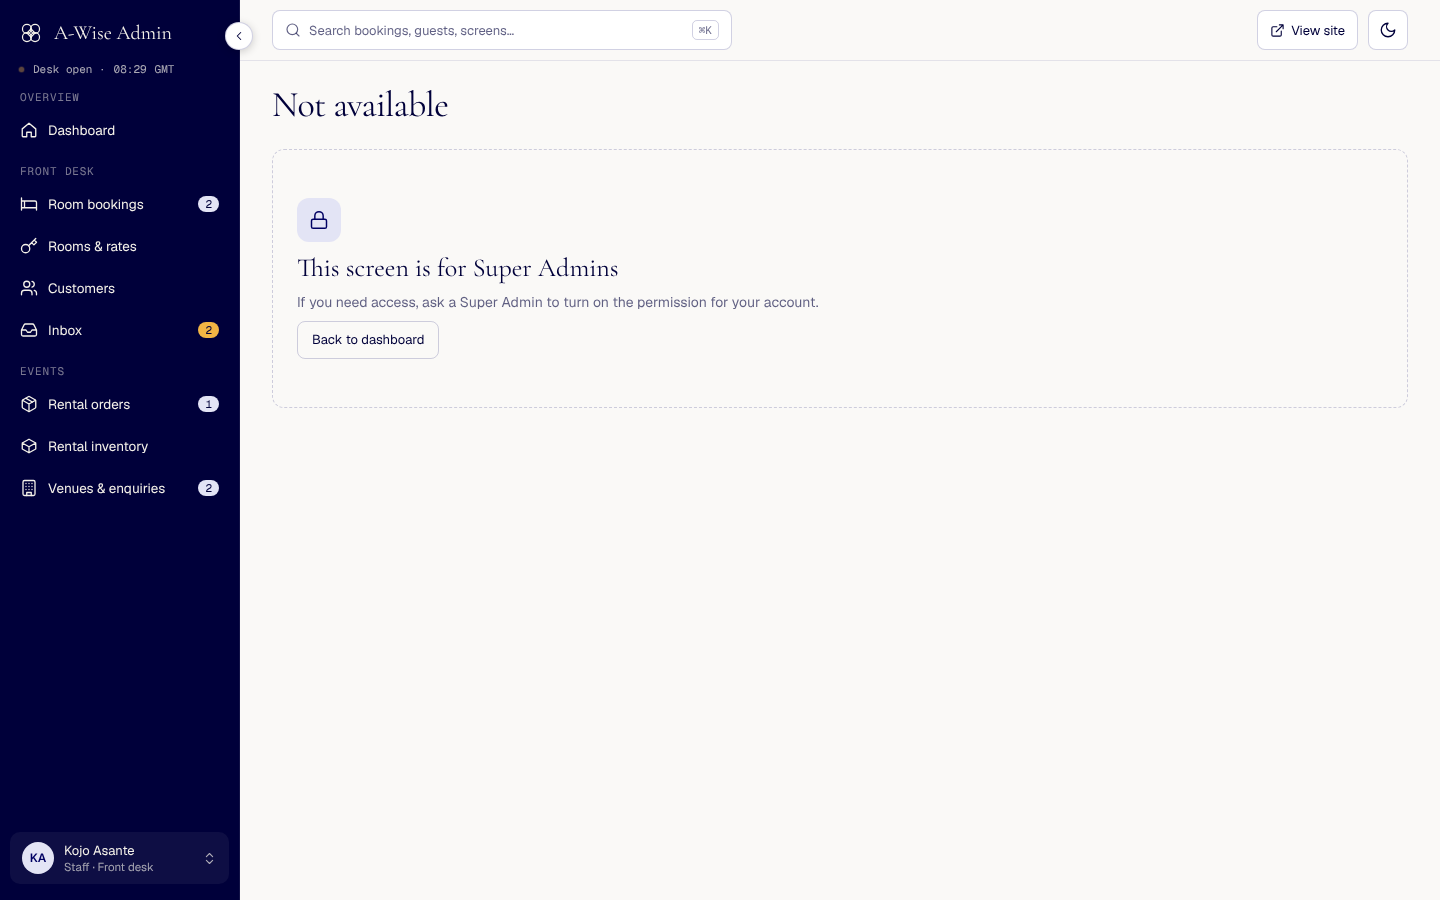 A-Wise Admin
Desk open · 08:29 GMT
OVERVIEW
Dashboard
FRONT DESK
Room bookings 2
Rooms & rates
Customers
Inbox 2
EVENTS
Rental orders 1
Rental inventory
Venues & enquiries 2
KA
Kojo Asante
Staff · Front desk
Search bookings, guests, screens... ⌘K
View site
Not available
This screen is for Super Admins
If you need access, ask a Super Admin to turn on the permission for your account.
Back to dashboard